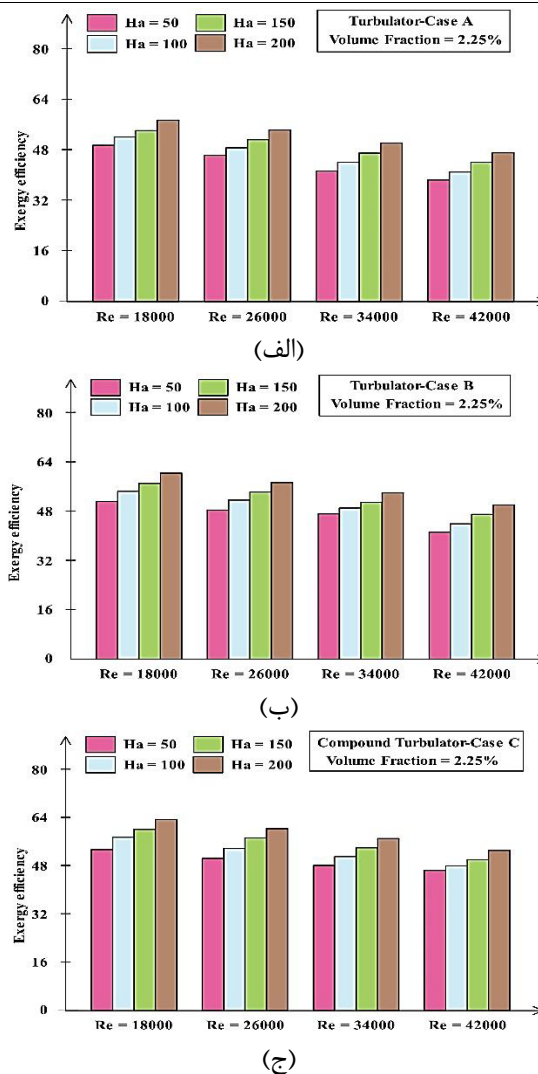 Ha = 50 Ha = 150
Ha = 100 Ha = 200
Turbulator-Case A
Volume Fraction = 2.25%
Exergy efficiency
80
64
48
32
16
0
Re = 18000 Re = 26000 Re = 34000 Re = 42000
(الف)
Ha = 50 Ha = 150
Ha = 100 Ha = 200
Turbulator-Case B
Volume Fraction = 2.25%
Exergy efficiency
80
64
48
32
16
0
Re = 18000 Re = 26000 Re = 34000 Re = 42000
(ب)
Ha = 50 Ha = 150
Ha = 100 Ha = 200
Compound Turbulator-Case C
Volume Fraction = 2.25%
Exergy efficiency
80
64
48
32
16
0
Re = 18000 Re = 26000 Re = 34000 Re = 42000
(ج)